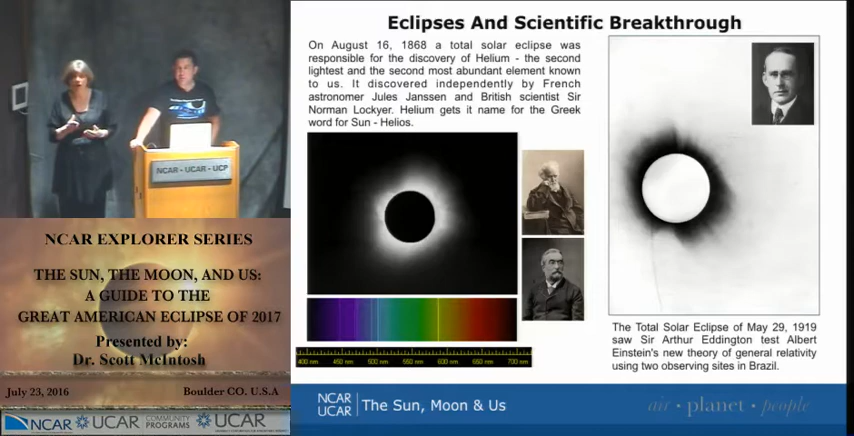 NCAR - UCAR - UCP
NCAR EXPLORER SERIES
THE SUN, THE MOON, AND US:
A GUIDE TO THE
GREAT AMERICAN ECLIPSE OF 2017
Presented by:
Dr. Scott McIntosh
July 23, 2016
Boulder CO. U.S.A
NCAR
UCAR
COMMUNITY
PROGRAMS
UCAR
Eclipses And Scientific Breakthrough
On August 16, 1868 a total solar eclipse was
responsible for the discovery of Helium - the second
lightest and the second most abundant element known
to us. It discovered independently by French
astronomer Jules Janssen and British scientist Sir
Norman Lockyer. Helium gets it name for the Greek
word for Sun - Helios.
400 nm 450 nm 500 nm 550 nm 600 nm 650 nm 700 nm
The Total Solar Eclipse of May 29, 1919
saw Sir Arthur Eddington test Albert
Einstein's new theory of general relativity
using two observing sites in Brazil.
NCAR
UCAR
The Sun, Moon & Us
air • planet • people